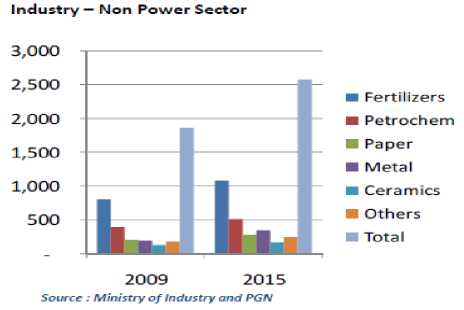 Industry – Non Power Sector
3,000
2,500
2,000
1,500
1,000
500
-
2009 2015
Fertilizers
Petrochem
Paper
Metal
Ceramics
Others
Total
Source : Ministry of Industry and PGN